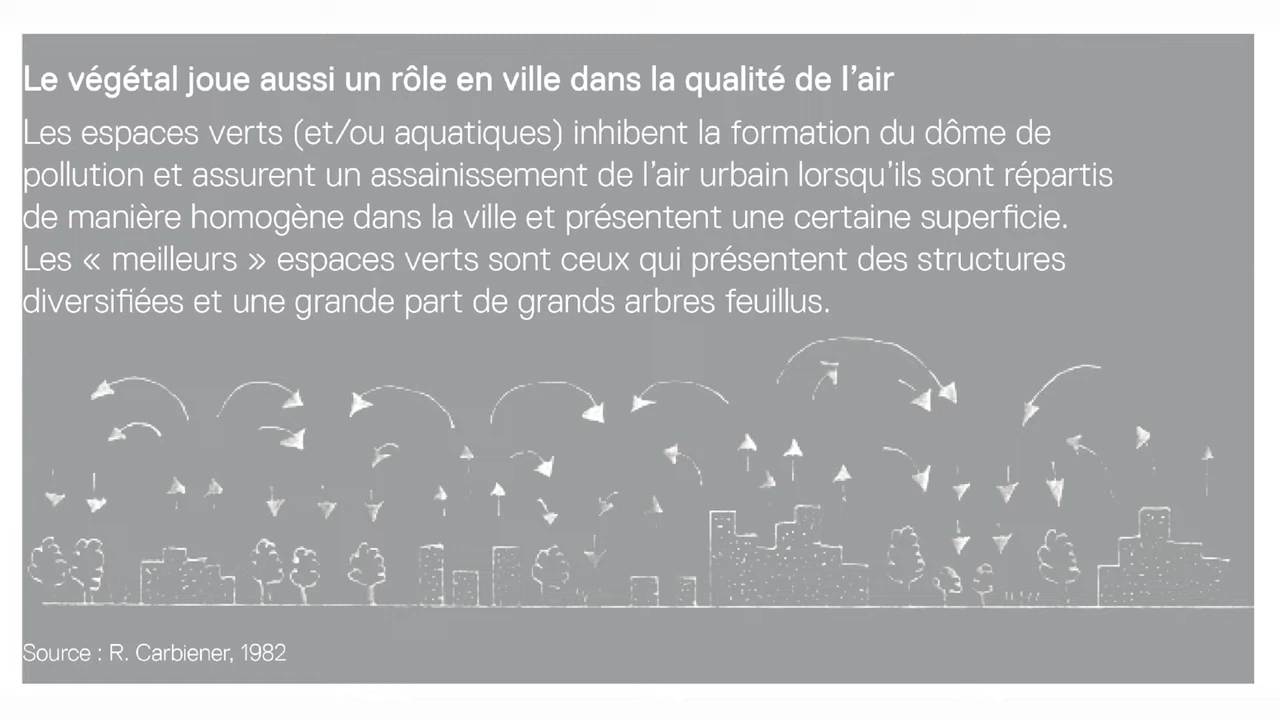 Le végétal joue aussi un rôle en ville dans la qualité de l’air
Les espaces verts (et/ou aquatiques) inhibent la formation du dôme de
pollution et assurent un assainissement de l’air urbain lorsqu’ils sont répartis
de manière homogène dans la ville et présentent une certaine superficie.
Les « meilleurs » espaces verts sont ceux qui présentent des structures
diversifiées et une grande part de grands arbres feuillus.
Source : R. Carbiener, 1982